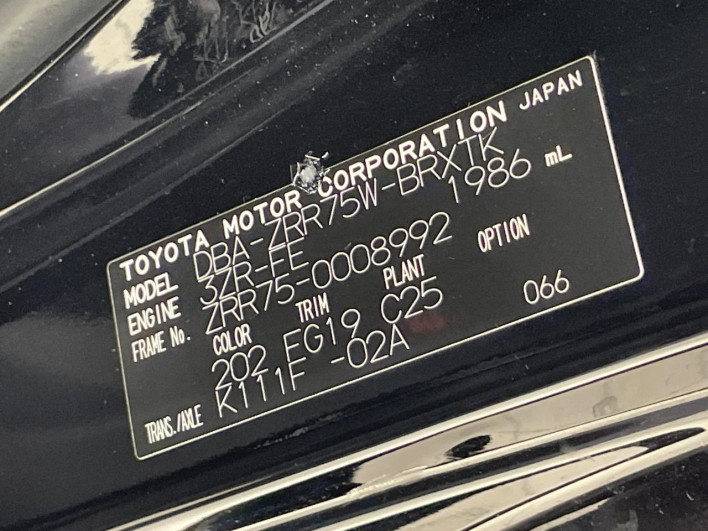 TOYOTA MOTOR CORPORATION JAPAN
MODEL DBA-ZRR75W-BRXTK
ENGINE 3ZR-FE 1986 mL
FRAME No. ZRR75-0008992
COLOR TRIM PLANT OPTION
202 FG19 C25 066
TRANS./AXLE K111F -02A